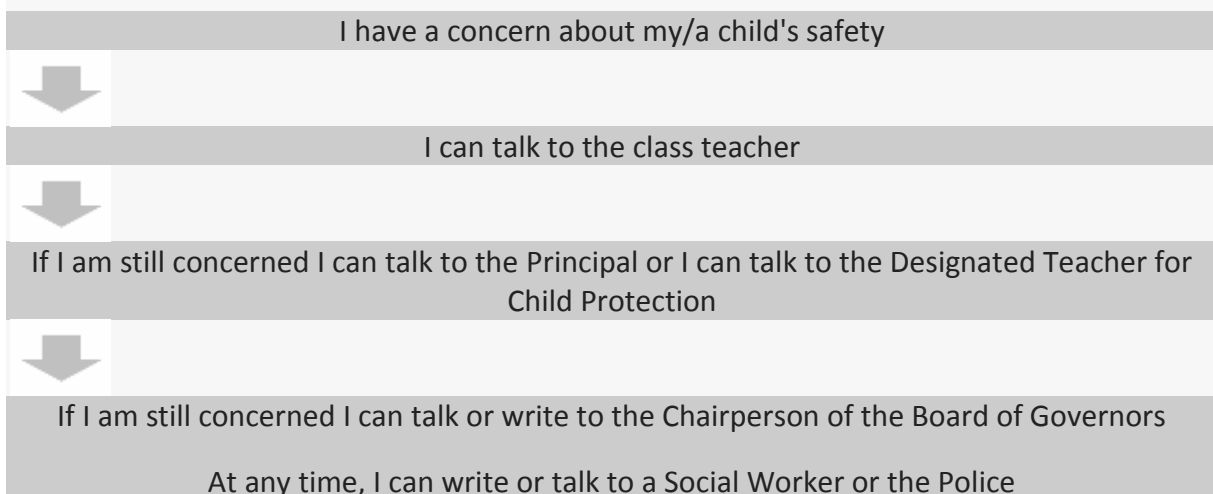 I have a concern about my/a child's safety
I can talk to the class teacher
If I am still concerned I can talk to the Principal or I can talk to the Designated Teacher for
Child Protection
If I am still concerned I can talk or write to the Chairperson of the Board of Governors
At any time, I can write or talk to a Social Worker or the Police